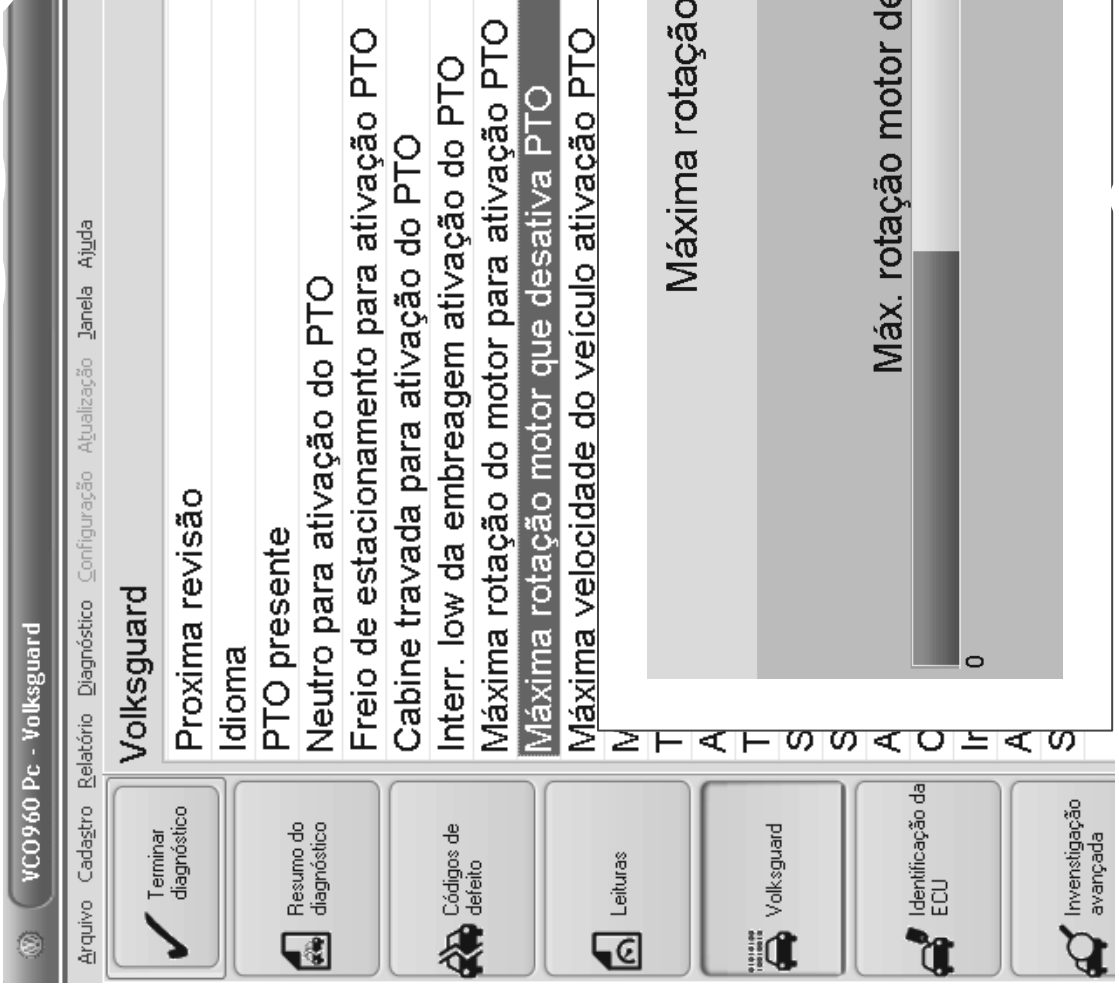 VCO960 Pc - Volksguard
Arquivo Cadastro Relatório Diagnóstico Configuração Atualização Janela Ajuda
Terminar
diagnóstico
Resumo do
diagnóstico
Códigos de
defeito
Leituras
Volksguard
Identificação da
ECU
Invenstigação
avançada
Volksguard
Proxima revisão
Idioma
PTO presente
Neutro para ativação do PTO
Freio de estacionamento para ativação PTO
Cabine travada para ativação do PTO
Interr. low da embreagem ativação do PTO
Máxima rotação do motor para ativação PTO
Máxima rotação motor que desativa PTO
Máxima velocidade do veículo ativação PTO
M
T
A
T
S
S
A
C
Ir
A
S
Máxima rotação
Máx. rotação motor de
0